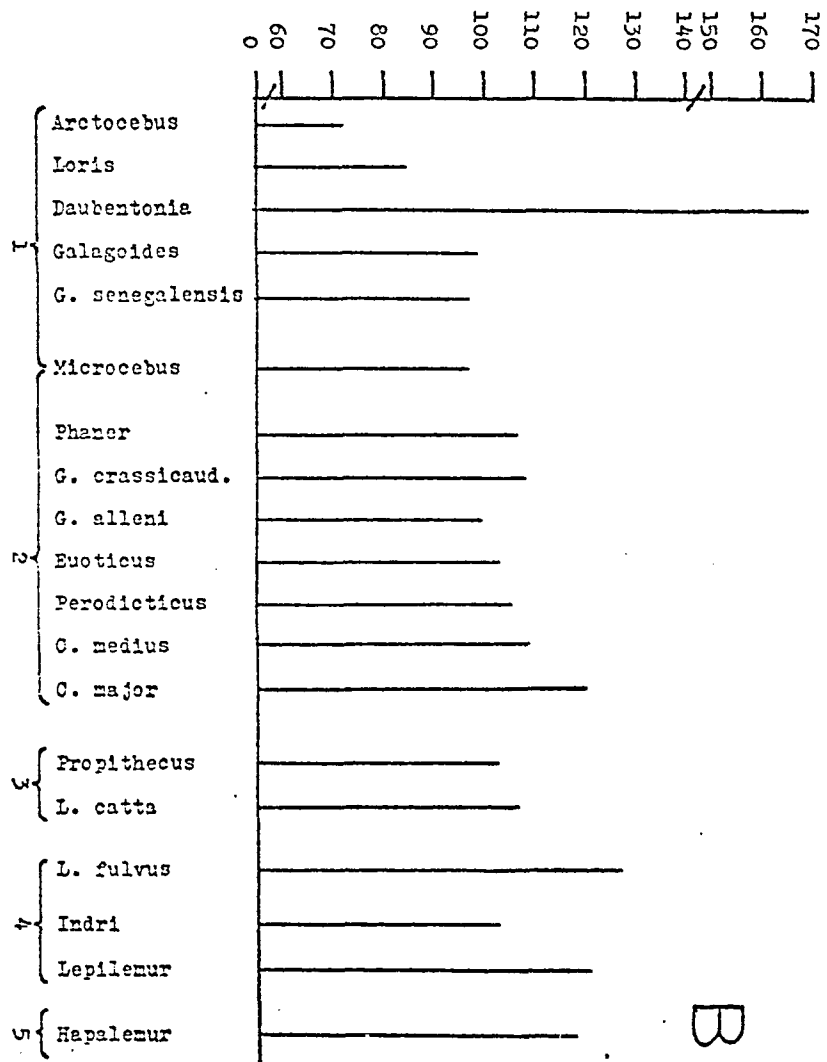 0 60 70 80 90 100 110 120 130 140 150 160 170
1
Arctocebus
Loris
Daubentonia
Galagoides
G. senegalensis
Microcebus
2
Phaner
G. crassicaud.
G. alleni
Euoticus
Perodicticus
C. medius
C. major
3
Propithecus
L. catta
4
L. fulvus
Indri
Lepilemur
5
Hapalemur
B